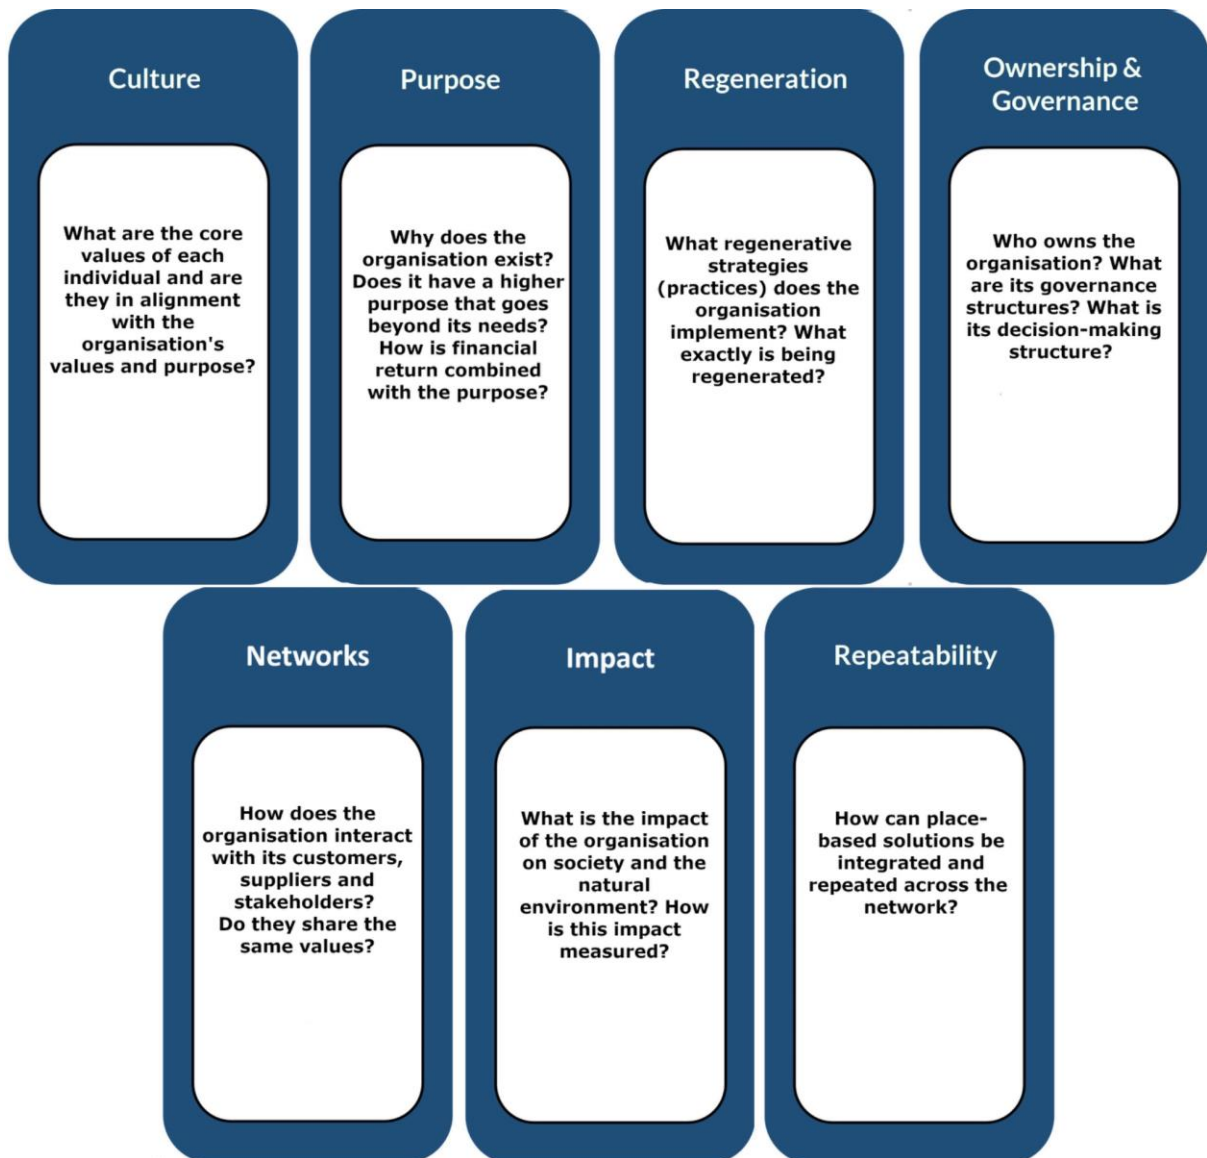 Culture
What are the core
values of each
individual and are
they in alignment
with the
organisation's
values and purpose?
Purpose
Why does the
organisation exist?
Does it have a higher
purpose that goes
beyond its needs?
How is financial
return combined
with the purpose?
Regeneration
What regenerative
strategies
(practices) does the
organisation
implement? What
exactly is being
regenerated?
Ownership &
Governance
Who owns the
organisation? What
are its governance
structures? What is
its decision-making
structure?
Networks
How does the
organisation interact
with its customers,
suppliers and
stakeholders?
Do they share the
same values?
Impact
What is the impact
of the organisation
on society and the
natural
environment? How
is this impact
measured?
Repeatability
How can place-
based solutions be
integrated and
repeated across the
network?